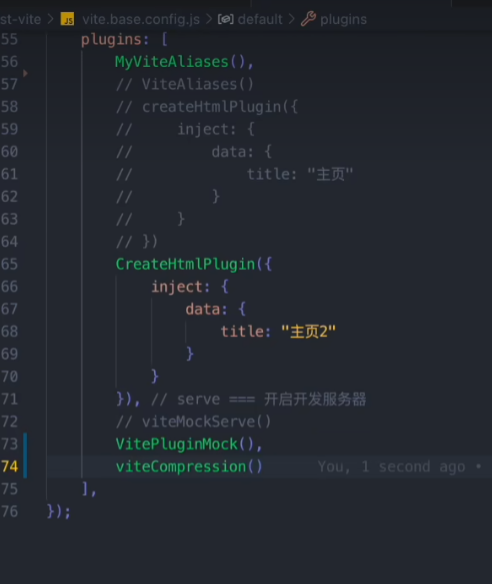 st-vite > vite.base.config.js > default > plugins
55 plugins: [
56 MyViteAliases(),
57 // ViteAliases()
58 // createHtmlPlugin({
59 //     inject: {
60 //         data: {
61 //             title: "主页"
62 //         }
63 //     }
64 // })
65 CreateHtmlPlugin({
66     inject: {
67         data: {
68             title: "主页2"
69         }
70     }
71 }), // serve === 开启开发服务器
72 // viteMockServe()
73 VitePluginMock(),
74 viteCompression() You, 1 second ago •
75 ],
76 });